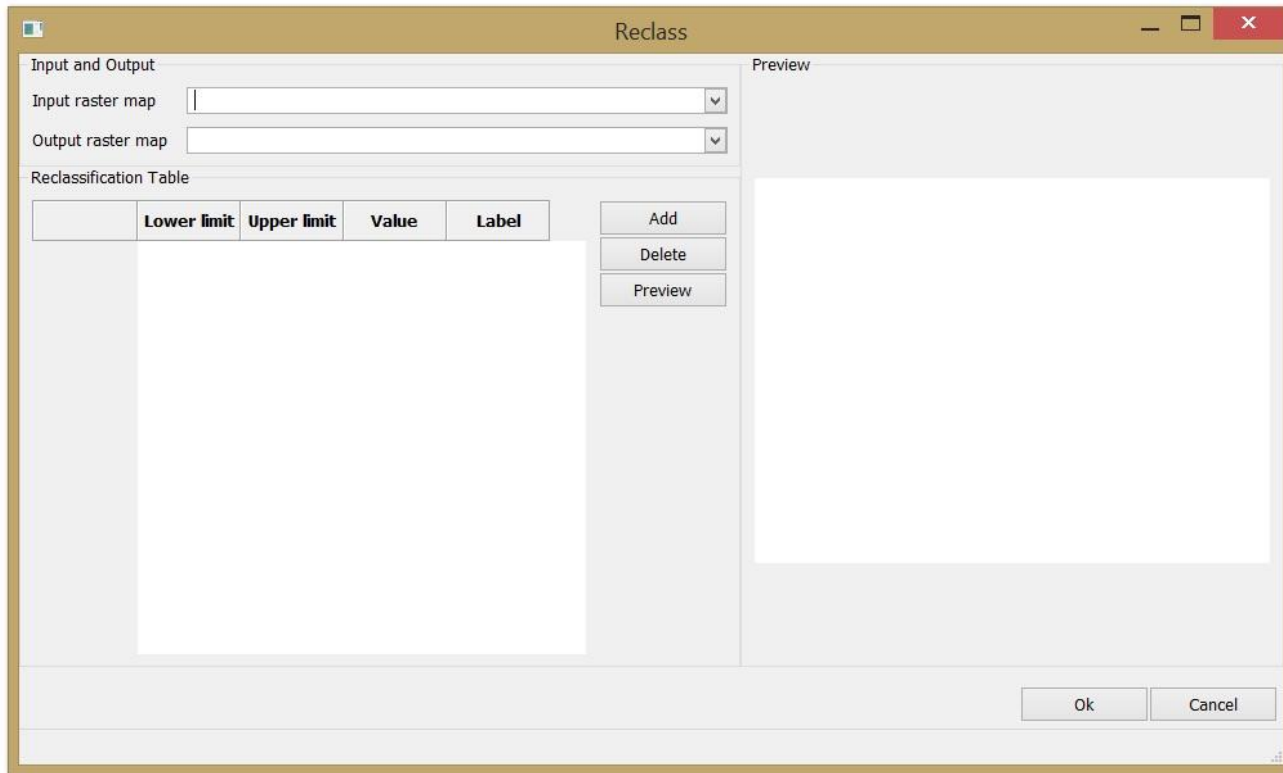 Reclass
Input and Output
Input raster map
Output raster map
Reclassification Table
Lower limit Upper limit Value Label
Add
Delete
Preview
Preview
Ok Cancel